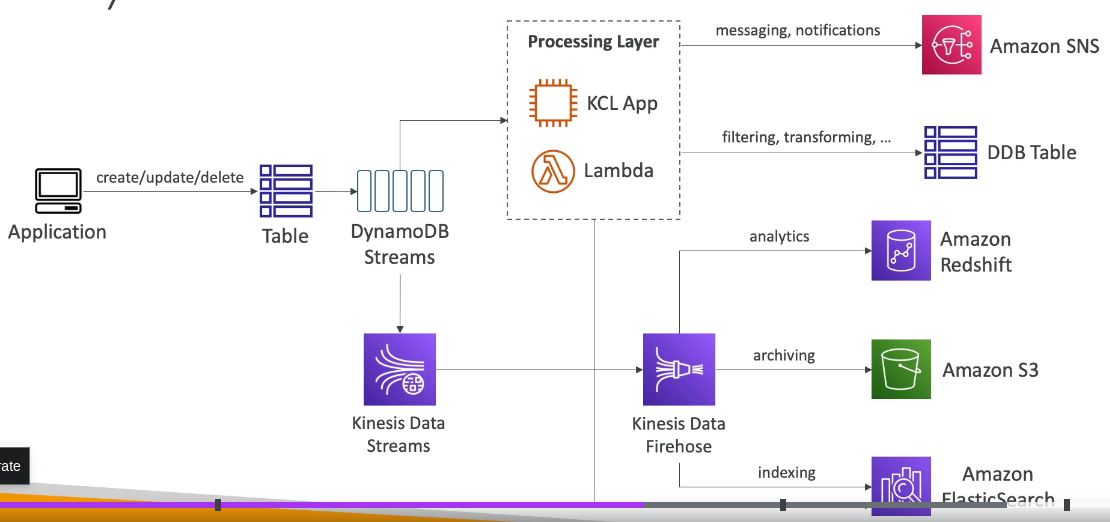 Processing Layer
KCL App
Lambda
messaging, notifications
Amazon SNS
filtering, transforming, ...
DDB Table
Application
create/update/delete
Table
DynamoDB
Streams
analytics
Amazon
Redshift
Kinesis Data
Streams
Kinesis Data
Firehose
archiving
Amazon S3
indexing
Amazon
ElasticSearch
rate